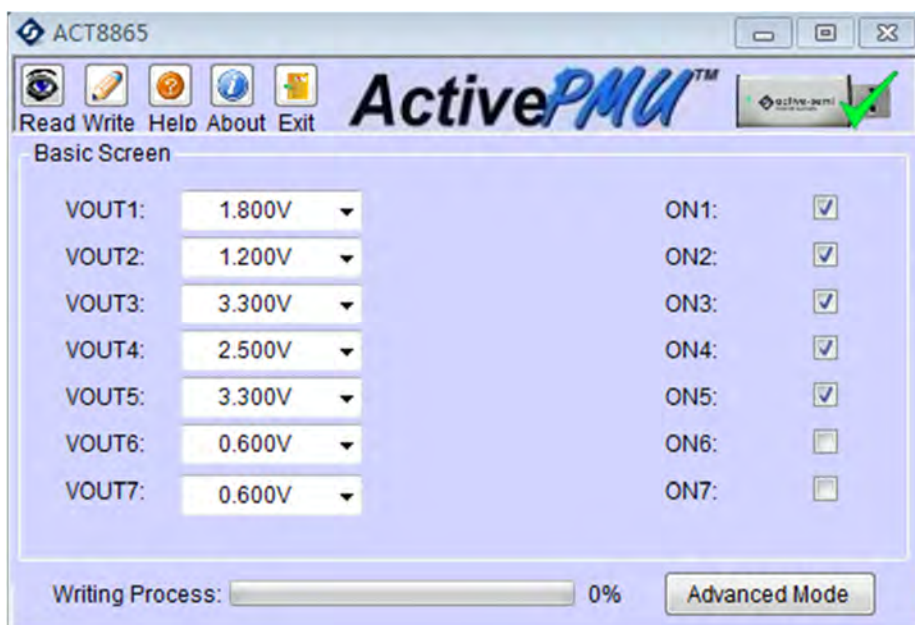 ACT8865
ActivePMU™
active-semi
Read Write Help About Exit
Basic Screen
VOUT1: 1.800V ON1:
VOUT2: 1.200V ON2:
VOUT3: 3.300V ON3:
VOUT4: 2.500V ON4:
VOUT5: 3.300V ON5:
VOUT6: 0.600V ON6:
VOUT7: 0.600V ON7:
Writing Process: 0% Advanced Mode